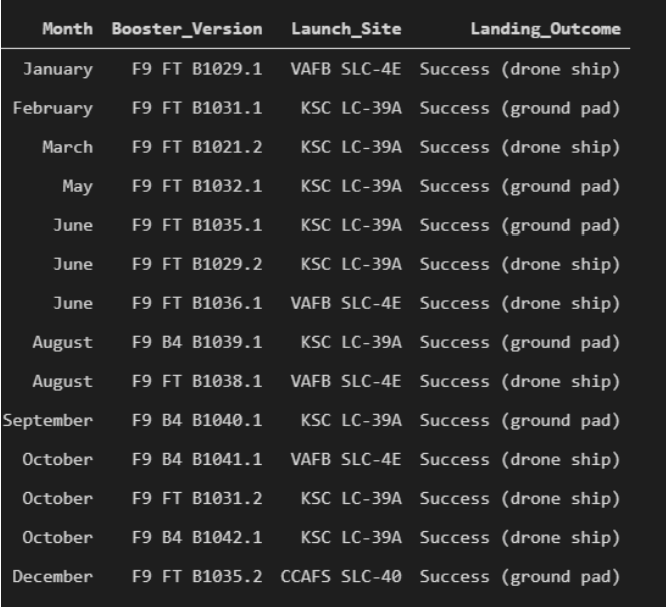 Month Booster_Version Launch_Site Landing_Outcome
January F9 FT B1029.1 VAFB SLC-4E Success (drone ship)
February F9 FT B1031.1 KSC LC-39A Success (ground pad)
March F9 FT B1021.2 KSC LC-39A Success (drone ship)
May F9 FT B1032.1 KSC LC-39A Success (ground pad)
June F9 FT B1035.1 KSC LC-39A Success (ground pad)
June F9 FT B1029.2 KSC LC-39A Success (drone ship)
June F9 FT B1036.1 VAFB SLC-4E Success (drone ship)
August F9 B4 B1039.1 KSC LC-39A Success (ground pad)
August F9 FT B1038.1 VAFB SLC-4E Success (drone ship)
September F9 B4 B1040.1 KSC LC-39A Success (ground pad)
October F9 B4 B1041.1 VAFB SLC-4E Success (drone ship)
October F9 FT B1031.2 KSC LC-39A Success (drone ship)
October F9 B4 B1042.1 KSC LC-39A Success (drone ship)
December F9 FT B1035.2 CCAFS SLC-40 Success (ground pad)